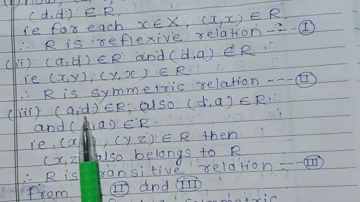 (d,d) ∈ R
ie for each x∈X, (x,x) ∈ R
∴ R is reflexive relation --- Ⓘ
(ii) (a,d) ∈ R and (d,a) ∈ R
ie (x,y), (y,x) ∈ R
∴ R is symmetric relation --- Ⅱ
(iii) (a,d) ∈ R; also (d,a) ∈ R
and ( a) ∈ R
ie. (x , (y z) ∈ R then
(x, also belongs to R
∴ R is transitive relation -- Ⅲ
From Ⅱ and Ⅲ